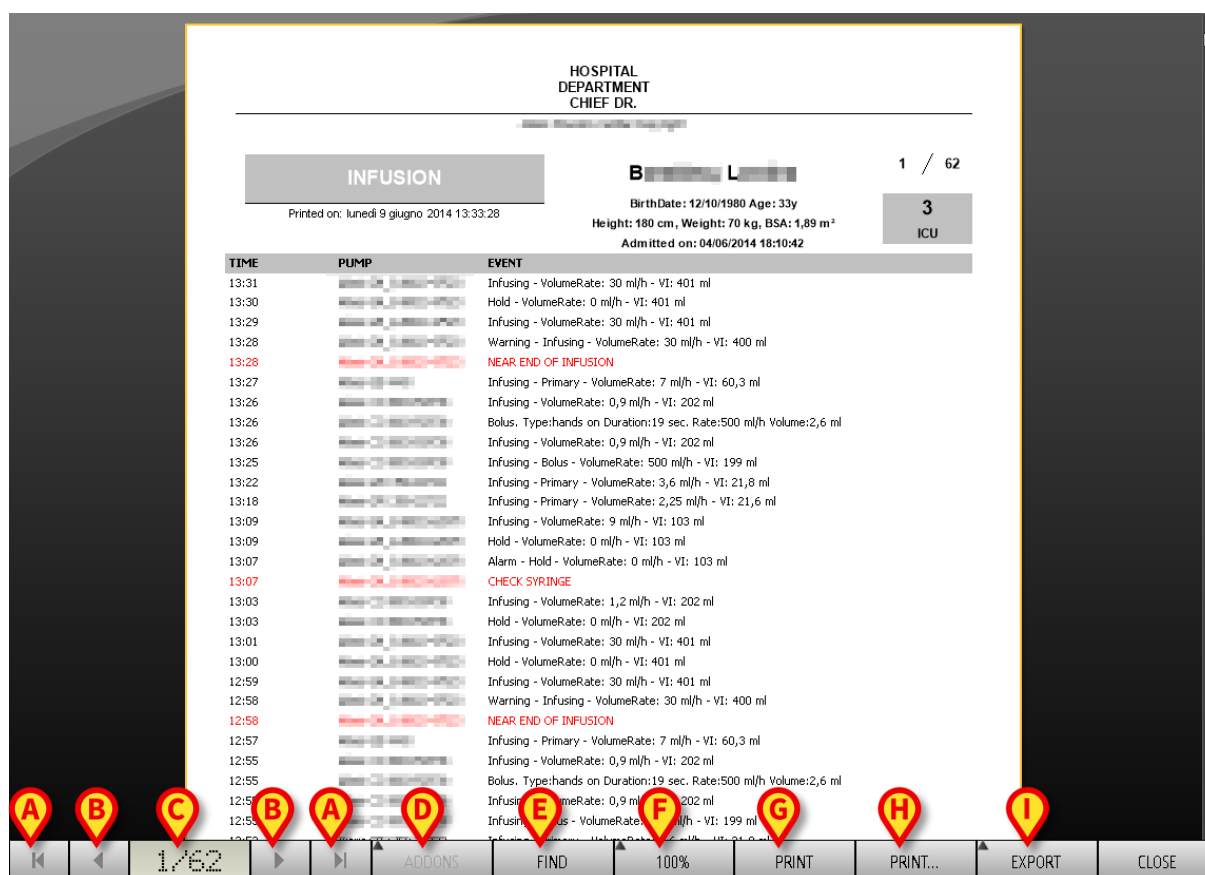 HOSPITAL
DEPARTMENT
CHIEF DR.
INFUSION
B L
1 / 62
Printed on: lunedì 9 giugno 2014 13:33:28
BirthDate: 12/10/1980 Age: 33y
Height: 180 cm, Weight: 70 kg, BSA: 1,89 m²
Admitted on: 04/06/2014 18:10:42
3
ICU
TIME PUMP EVENT
13:31 Infusing - VolumeRate: 30 ml/h - VI: 401 ml
13:30 Hold - VolumeRate: 0 ml/h - VI: 401 ml
13:29 Infusing - VolumeRate: 30 ml/h - VI: 401 ml
13:28 Warning - Infusing - VolumeRate: 30 ml/h - VI: 400 ml
13:28 NEAR END OF INFUSION
13:27 Infusing - Primary - VolumeRate: 7 ml/h - VI: 60,3 ml
13:26 Infusing - VolumeRate: 0,9 ml/h - VI: 202 ml
13:26 Bolus. Type:hands on Duration:19 sec. Rate:500 ml/h Volume:2,6 ml
13:26 Infusing - VolumeRate: 0,9 ml/h - VI: 202 ml
13:25 Infusing - Bolus - VolumeRate: 500 ml/h - VI: 199 ml
13:22 Infusing - Primary - VolumeRate: 3,6 ml/h - VI: 21,8 ml
13:18 Infusing - Primary - VolumeRate: 2,25 ml/h - VI: 21,6 ml
13:09 Infusing - VolumeRate: 9 ml/h - VI: 103 ml
13:09 Hold - VolumeRate: 0 ml/h - VI: 103 ml
13:07 Alarm - Hold - VolumeRate: 0 ml/h - VI: 103 ml
13:07 CHECK SYRINGE
13:03 Infusing - VolumeRate: 1,2 ml/h - VI: 202 ml
13:03 Hold - VolumeRate: 0 ml/h - VI: 202 ml
13:01 Infusing - VolumeRate: 30 ml/h - VI: 401 ml
13:00 Hold - VolumeRate: 0 ml/h - VI: 401 ml
12:59 Infusing - VolumeRate: 30 ml/h - VI: 401 ml
12:58 Warning - Infusing - VolumeRate: 30 ml/h - VI: 400 ml
12:58 NEAR END OF INFUSION
12:57 Infusing - Primary - VolumeRate: 7 ml/h - VI: 60,3 ml
12:55 Infusing - VolumeRate: 0,9 ml/h - VI: 202 ml
12:55 Bolus. Type:hands on Duration:19 sec. Rate:500 ml/h Volume:2,6 ml
0,9 202 ml
199 ml
A B C B A D E F G H I
1/62 ADDONS FIND 100% PRINT PRINT... EXPORT CLOSE